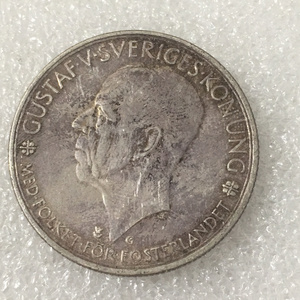 GUSTAF·V·SVERIGES·KONUNG
MED·FOLKET·FÖR·FOSTERLANDET
G